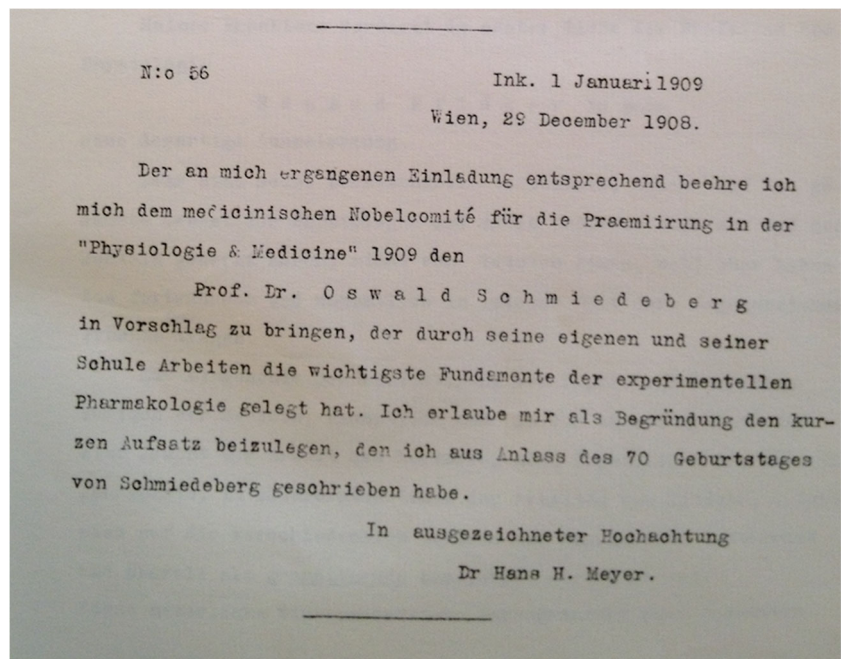 N:o 56
Ink. 1 Januari 1909
Wien, 29 December 1908.
Der an mich ergangenen Einladung entsprechend beehre ich
mich dem medicinischen Nobelcomité für die Praemiirung in der
"Physiologie & Medicine" 1909 den
Prof. Dr. Oswald Schmiedeberg
in Vorschlag zu bringen, der durch seine eigenen und seiner
Schule Arbeiten die wichtigste Fundamente der experimentellen
Pharmakologie gelegt hat. Ich erlaube mir als Begründung den kur-
zen Aufsatz beizulegen, den ich aus Anlass des 70 Geburtstages
von Schmiedeberg geschrieben habe.
In ausgezeichneter Hochachtung
Dr Hans H. Meyer.